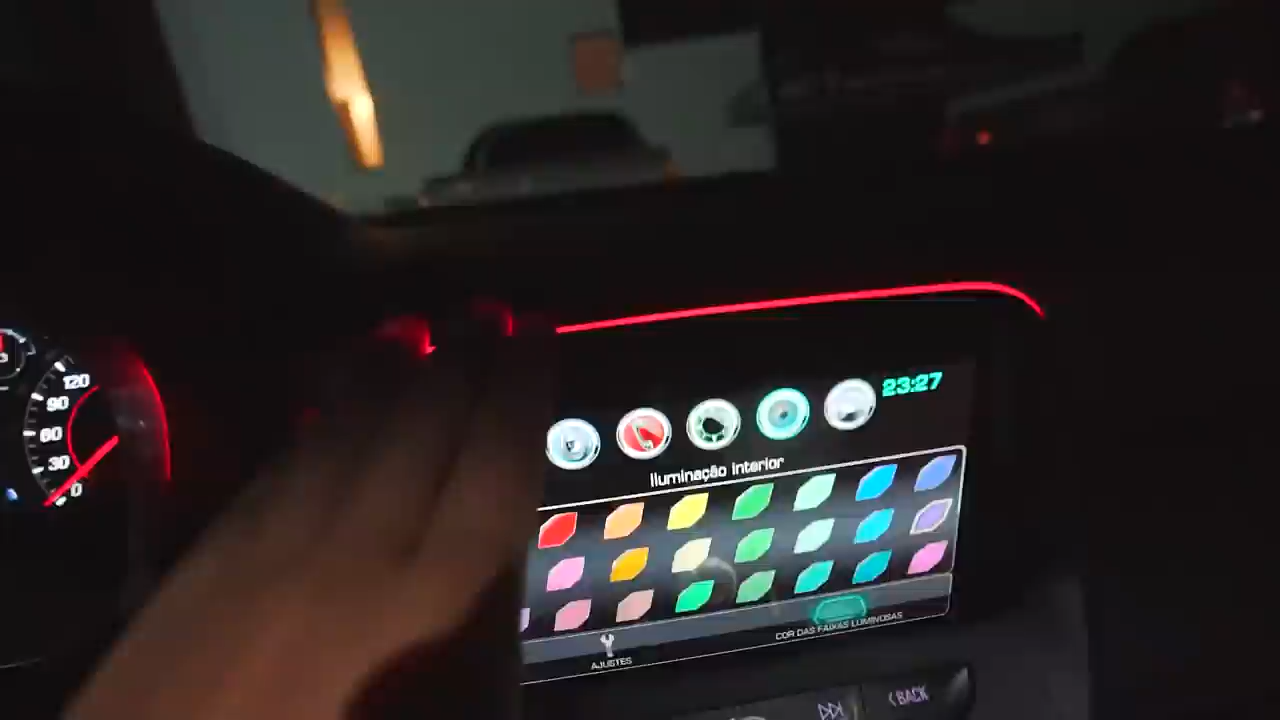 120
90
60
30
0
23:27
Iluminação interior
AJUSTES
COR DAS FAIXAS LUMINOSAS
BACK